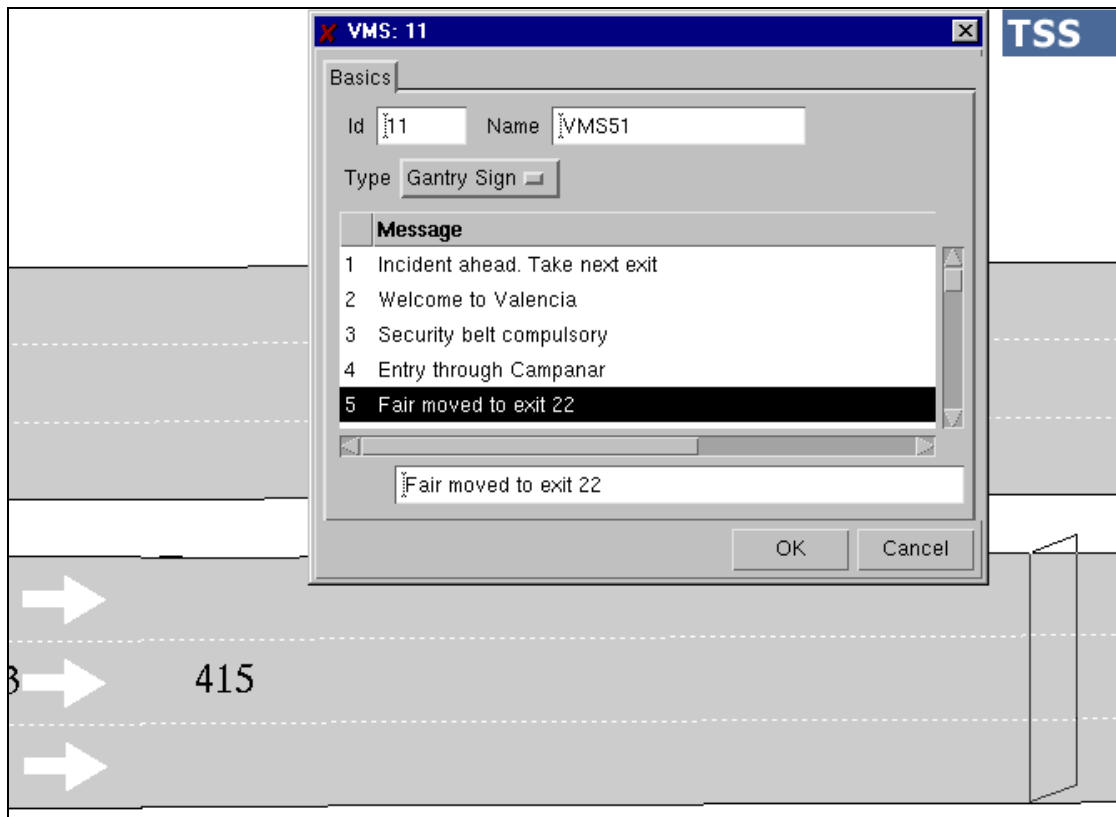 VMS: 11
TSS
Basics
Id 11 Name VMS51
Type Gantry Sign
Message
1 Incident ahead. Take next exit
2 Welcome to Valencia
3 Security belt compulsory
4 Entry through Campanar
5 Fair moved to exit 22
Fair moved to exit 22
OK Cancel
3 415